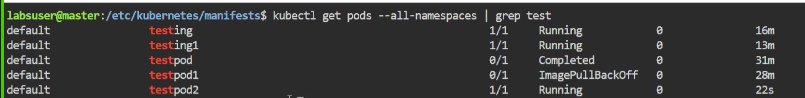 labsuser@master:/etc/kubernetes/manifests$ kubectl get pods --all-namespaces | grep test
default testing 1/1 Running 0 16m
default testing1 1/1 Running 0 13m
default testpod 0/1 Completed 0 31m
default testpod1 0/1 ImagePullBackOff 0 28m
default testpod2 1/1 Running 0 22s